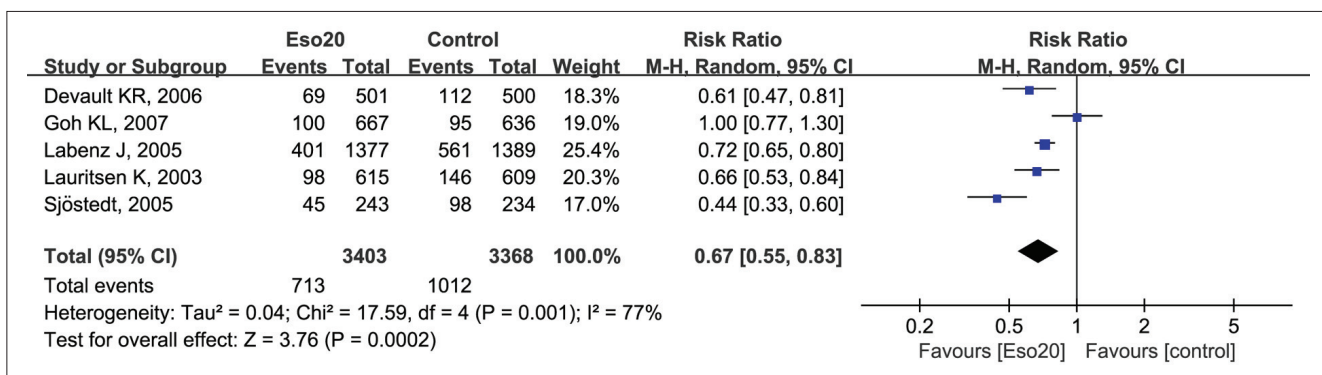 Eso20 Control Risk Ratio Risk Ratio
Study or Subgroup Events Total Events Total Weight M-H, Random, 95% CI M-H, Random, 95% CI
Devault KR, 2006 69 501 112 500 18.3% 0.61 [0.47, 0.81]
Goh KL, 2007 100 667 95 636 19.0% 1.00 [0.77, 1.30]
Labenz J, 2005 401 1377 561 1389 25.4% 0.72 [0.65, 0.80]
Lauritsen K, 2003 98 615 146 609 20.3% 0.66 [0.53, 0.84]
Sjöstedt, 2005 45 243 98 234 17.0% 0.44 [0.33, 0.60]
Total (95% CI) 3403 3368 100.0% 0.67 [0.55, 0.83]
Total events 713 1012
Heterogeneity: Tau² = 0.04; Chi² = 17.59, df = 4 (P = 0.001); I² = 77%
Test for overall effect: Z = 3.76 (P = 0.0002)
0.2 0.5 1 2 5
Favours [Eso20] Favours [control]